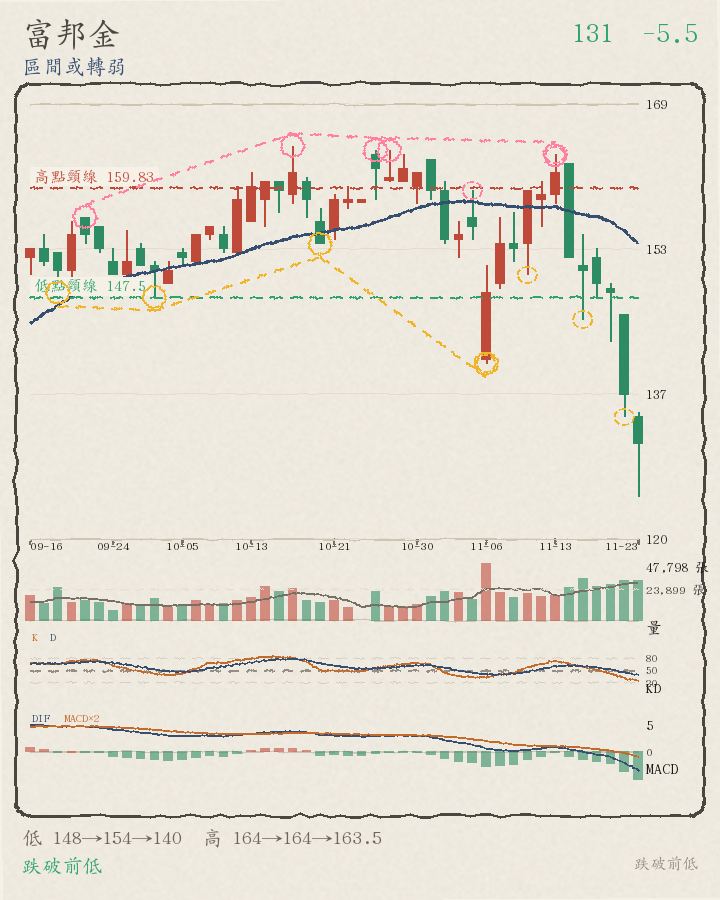 富邦金
131 -5.5
區間或轉弱
169
高點頸線 159.83
153
低點頸線 147.5
137
120
09-16 09-24 10-05 10-13 10-21 10-30 11-06 11-13 11-23
47,798 張
23,899 張
量
K D
80
50
20
KD
DIF MACD×2
5
0
MACD
低 148→154→140 高 164→164→163.5
跌破前低
跌破前低